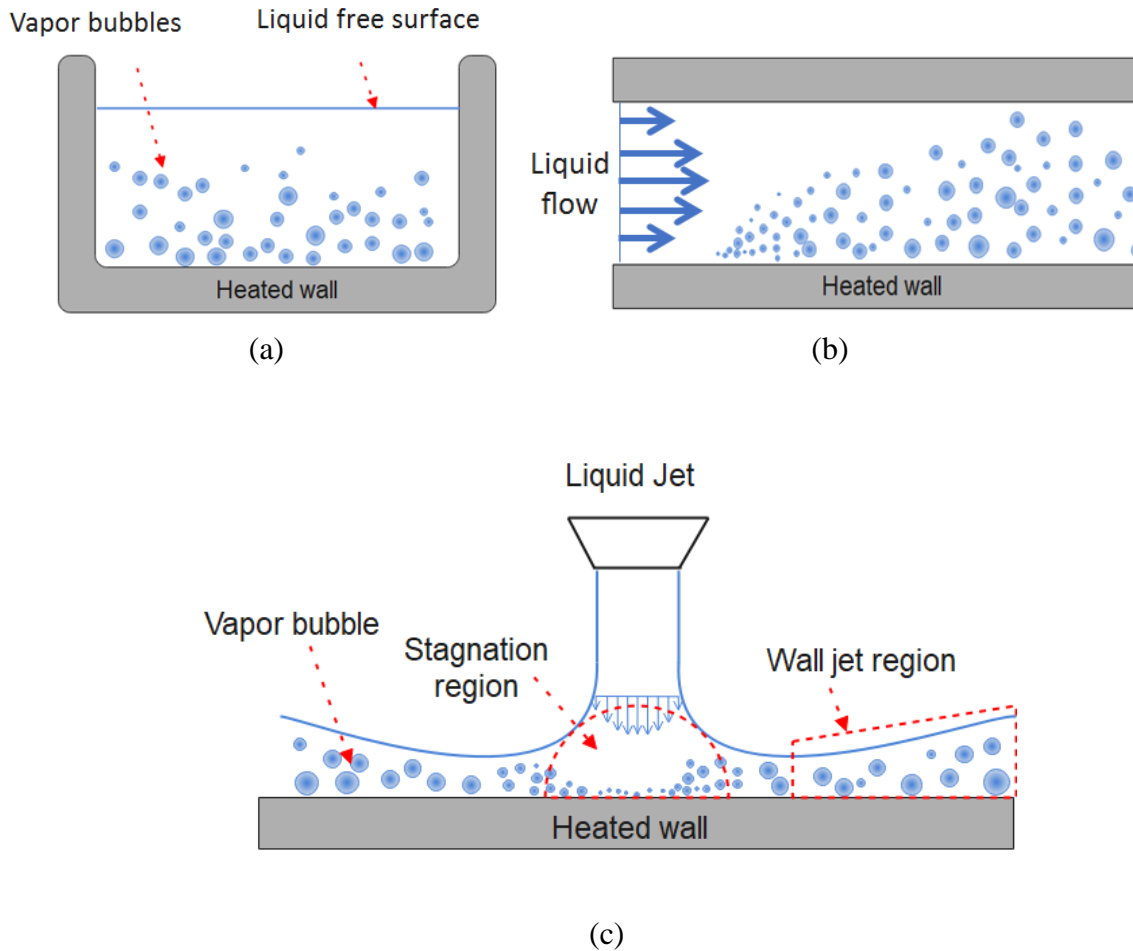 Vapor bubbles
Liquid free surface
Heated wall
(a)
Liquid
flow
Heated wall
(b)
Liquid Jet
Vapor bubble
Stagnation
region
Wall jet region
Heated wall
(c)